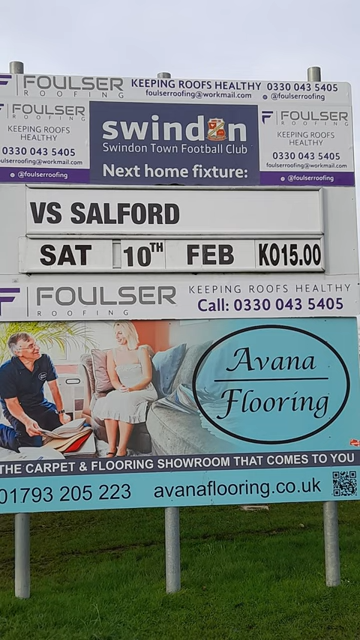 FOULSER
ROOFING
KEEPING ROOFS HEALTHY 0330 043 5405
foulserroofing@workmail.com @foulserroofing
FOULSER
ROOFING
KEEPING ROOFS
HEALTHY
0330 043 5405
foulserroofing@workmail.com
@foulserroofing
swindon
Swindon Town Football Club
Next home fixture:
FOULSER
ROOFING
KEEPING ROOFS
HEALTHY
0330 043 5405
foulserroofing@workmail.com
@foulserroofing
VS SALFORD
SAT 10TH FEB KO15.00
FOULSER
ROOFING
KEEPING ROOFS HEALTHY
Call: 0330 043 5405
Avana
Flooring
THE CARPET & FLOORING SHOWROOM THAT COMES TO YOU
01793 205 223 avanaflooring.co.uk